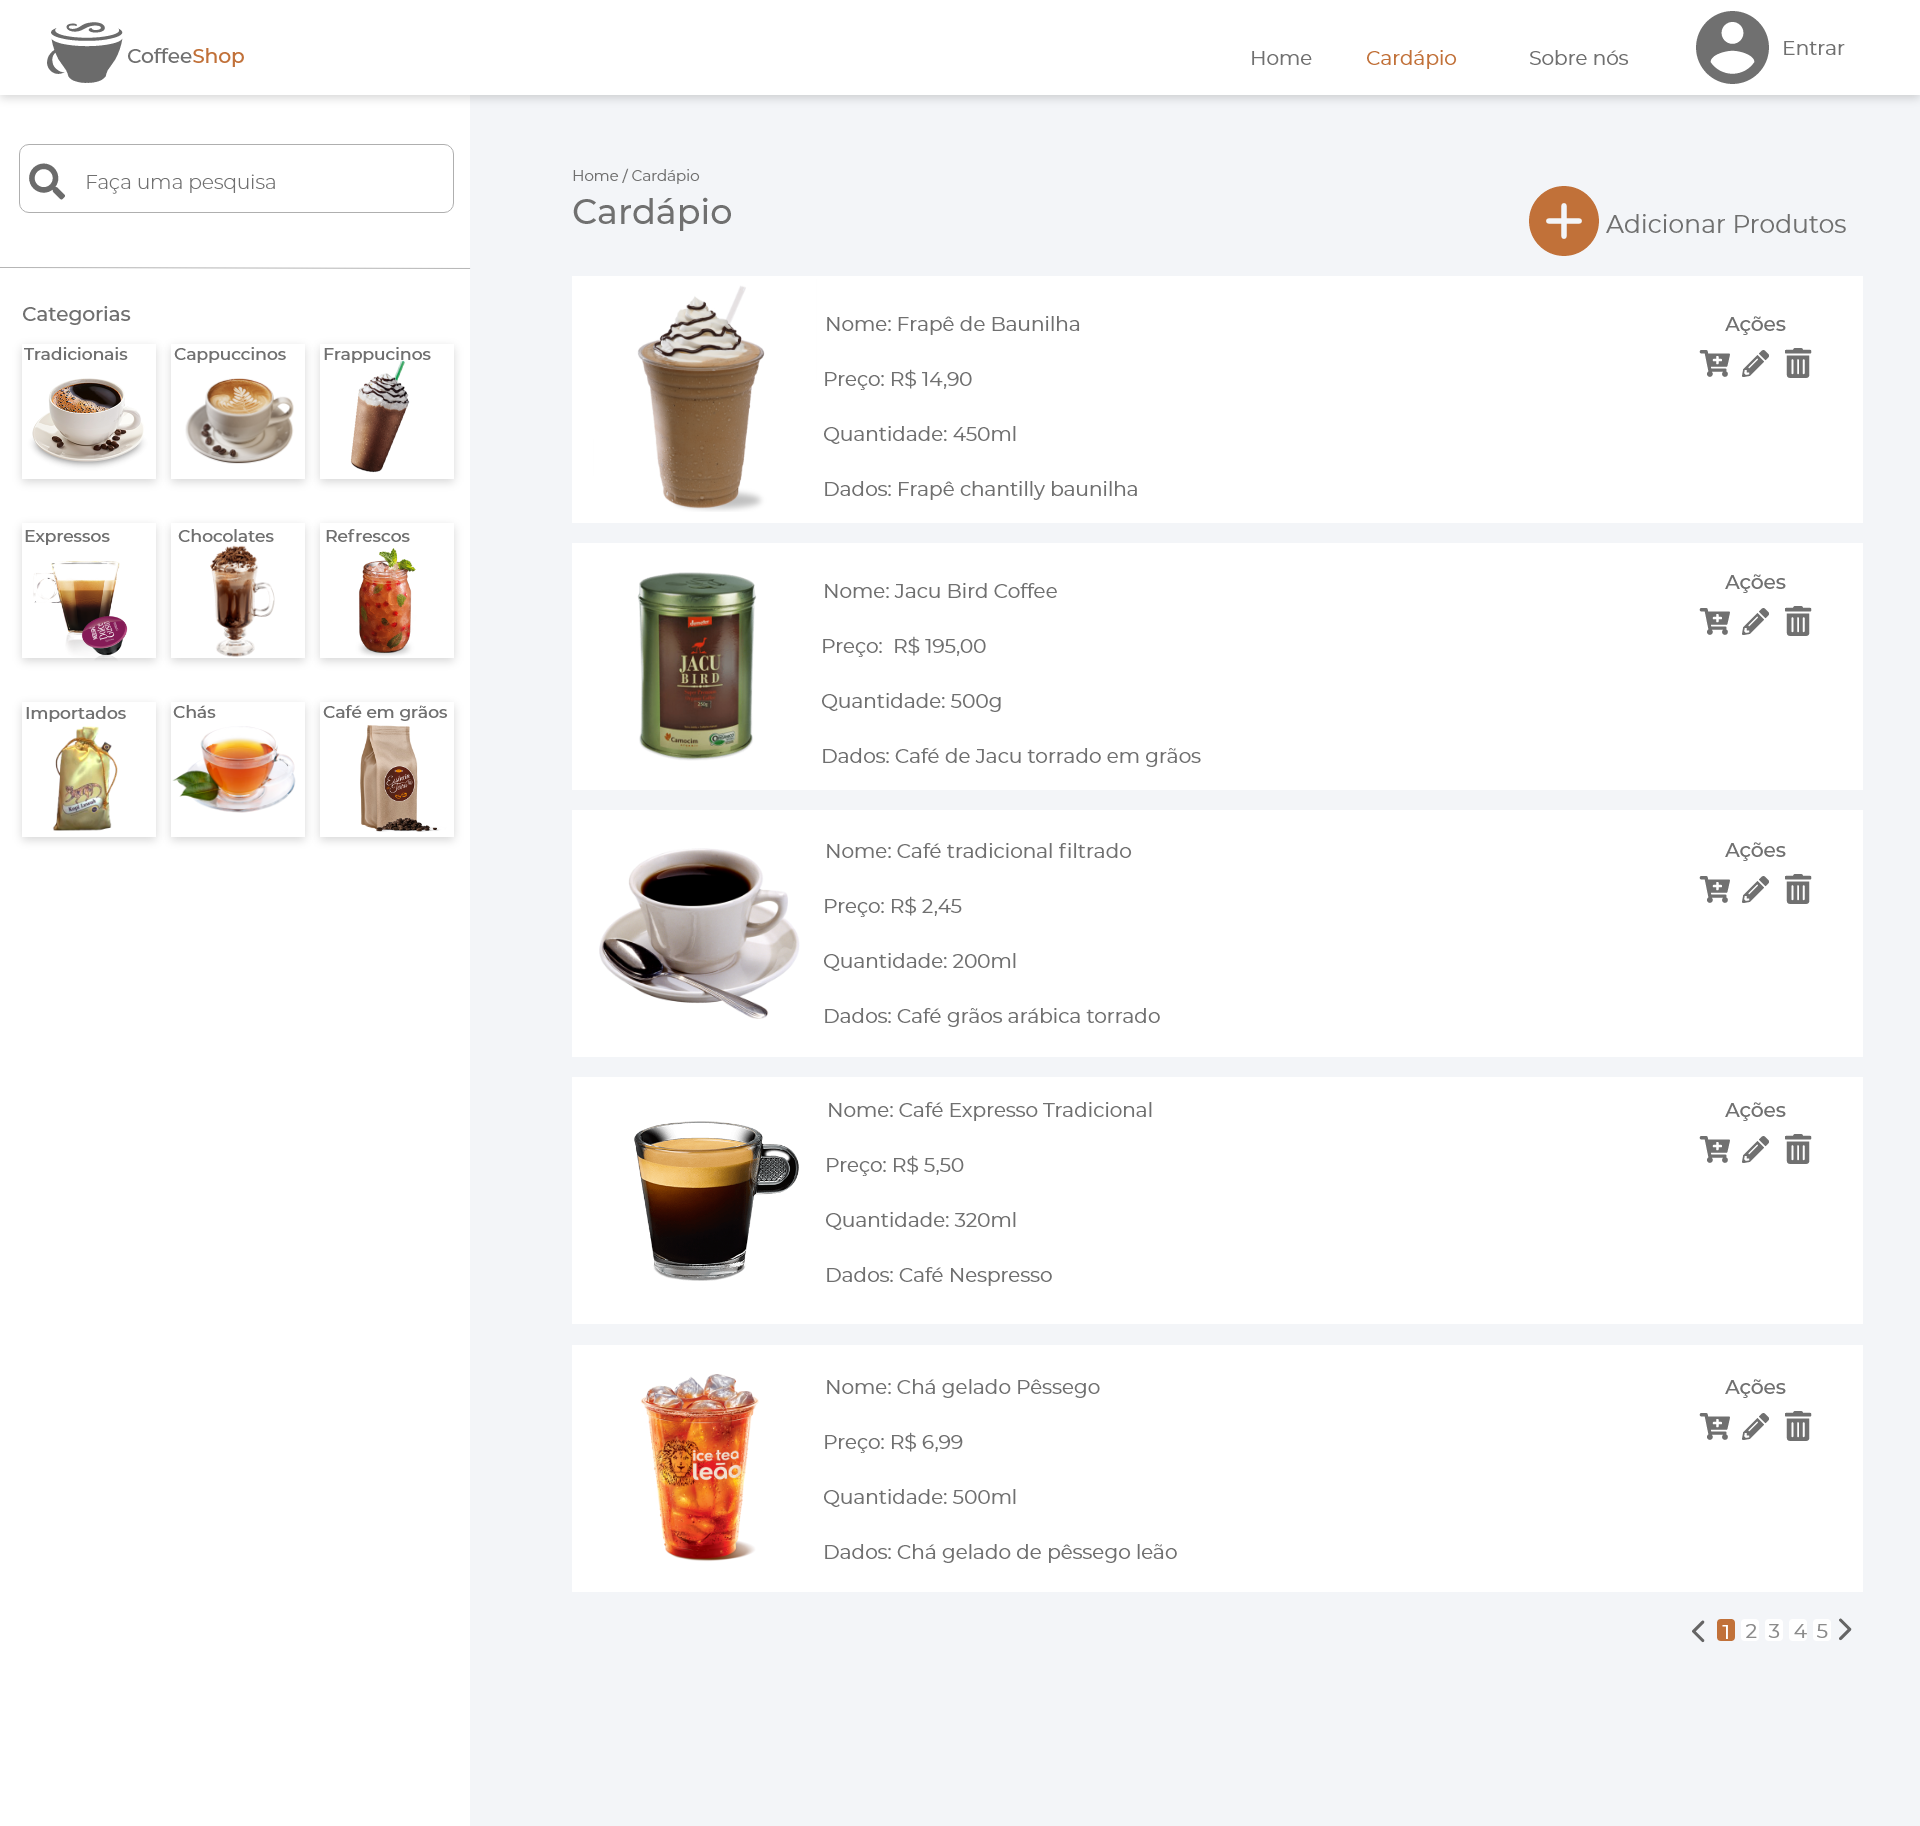 CoffeeShop
Home
Cardápio
Sobre nós
Entrar
Faça uma pesquisa
Categorias
Tradicionais
Cappuccinos
Frappucinos
Expressos
Chocolates
Refrescos
Importados
Chás
Café em grãos
Home / Cardápio
Cardápio
Adicionar Produtos
Nome: Frapê de Baunilha
Preço: R$ 14,90
Quantidade: 450ml
Dados: Frapê chantilly baunilha
Ações
JACU
BIRD
250g
Camocim
Nome: Jacu Bird Coffee
Preço:  R$ 195,00
Quantidade: 500g
Dados: Café de Jacu torrado em grãos
Ações
Nome: Café tradicional filtrado
Preço: R$ 2,45
Quantidade: 200ml
Dados: Café grãos arábica torrado
Ações
Nome: Café Expresso Tradicional
Preço: R$ 5,50
Quantidade: 320ml
Dados: Café Nespresso
Ações
ice tea
leão
Nome: Chá gelado Pêssego
Preço: R$ 6,99
Quantidade: 500ml
Dados: Chá gelado de pêssego leão
Ações
1 2 3 4 5